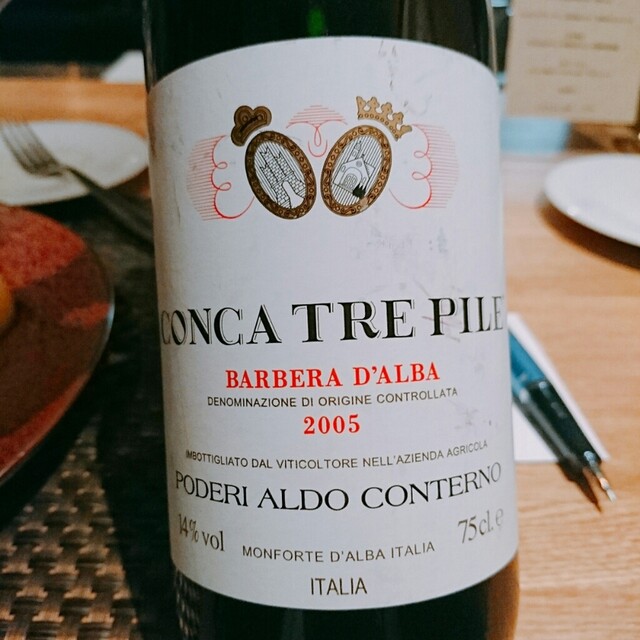 CONCA TRE PILE
BARBERA D'ALBA
DENOMINAZIONE DI ORIGINE CONTROLLATA
2005
IMBOTTIGLIATO DAL VITICOLTORE NELL'AZIENDA AGRICOLA
PODERI ALDO CONTERNO
14% vol
MONFORTE D'ALBA ITALIA
75cl. e
ITALIA